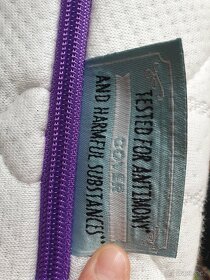 "TESTED FOR ANTIMONY
COVER
AND HARMFUL SUBSTANCES"